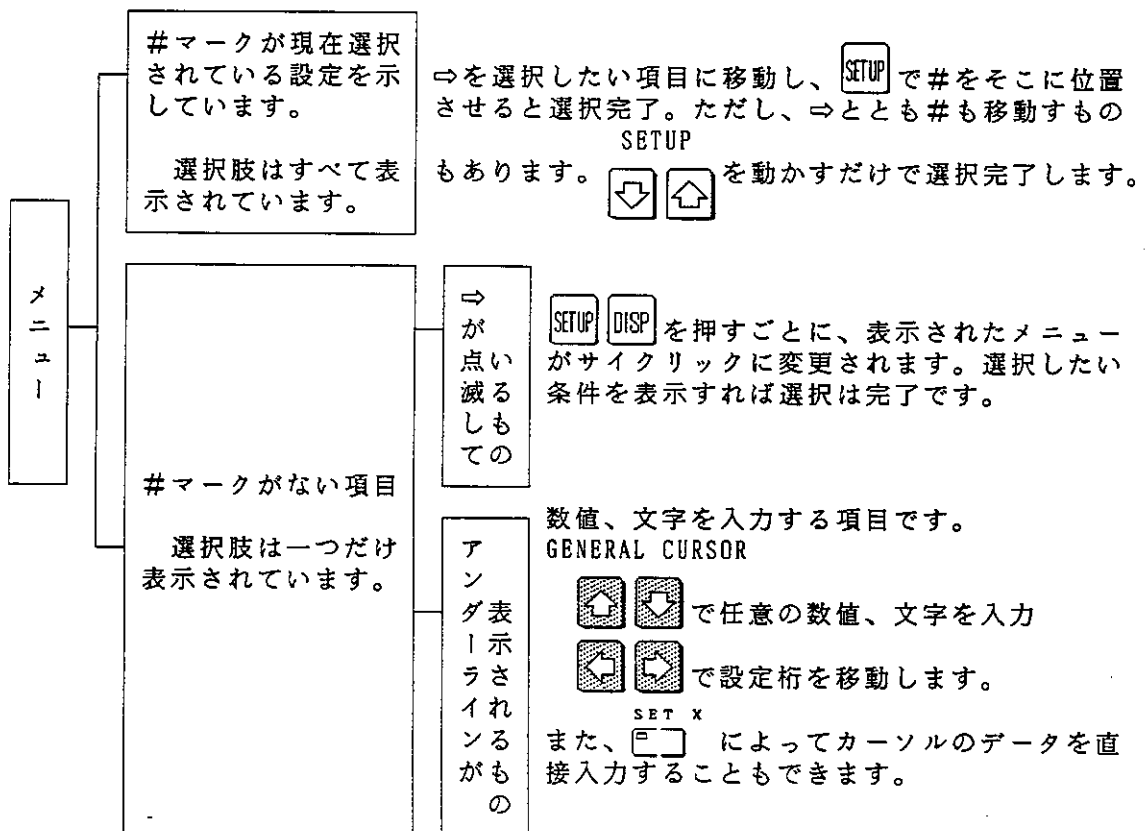 メニュー
#マークが現在選択
されている設定を示
しています。
選択肢はすべて表
示されています。
⇨を選択したい項目に移動し、SETUPで#をそこに位置
させると選択完了。ただし、⇨ととも#も移動すもの
SETUP
もあります。を動かすだけで選択完了します。
#マークがない項目
選択肢は一つだけ
表示されています。
⇨が点滅して
いるもの
SETUP DISPを押すごとに、表示されたメニュー
がサイクリックに変更されます。選択したい
条件を表示すれば選択は完了です。
アンダーラインが
表示されるもの
数値、文字を入力する項目です。
GENERAL CURSOR
で任意の数値、文字を入力
で設定桁を移動します。
SET X
また、によってカーソルのデータを直
接入力することもできます。